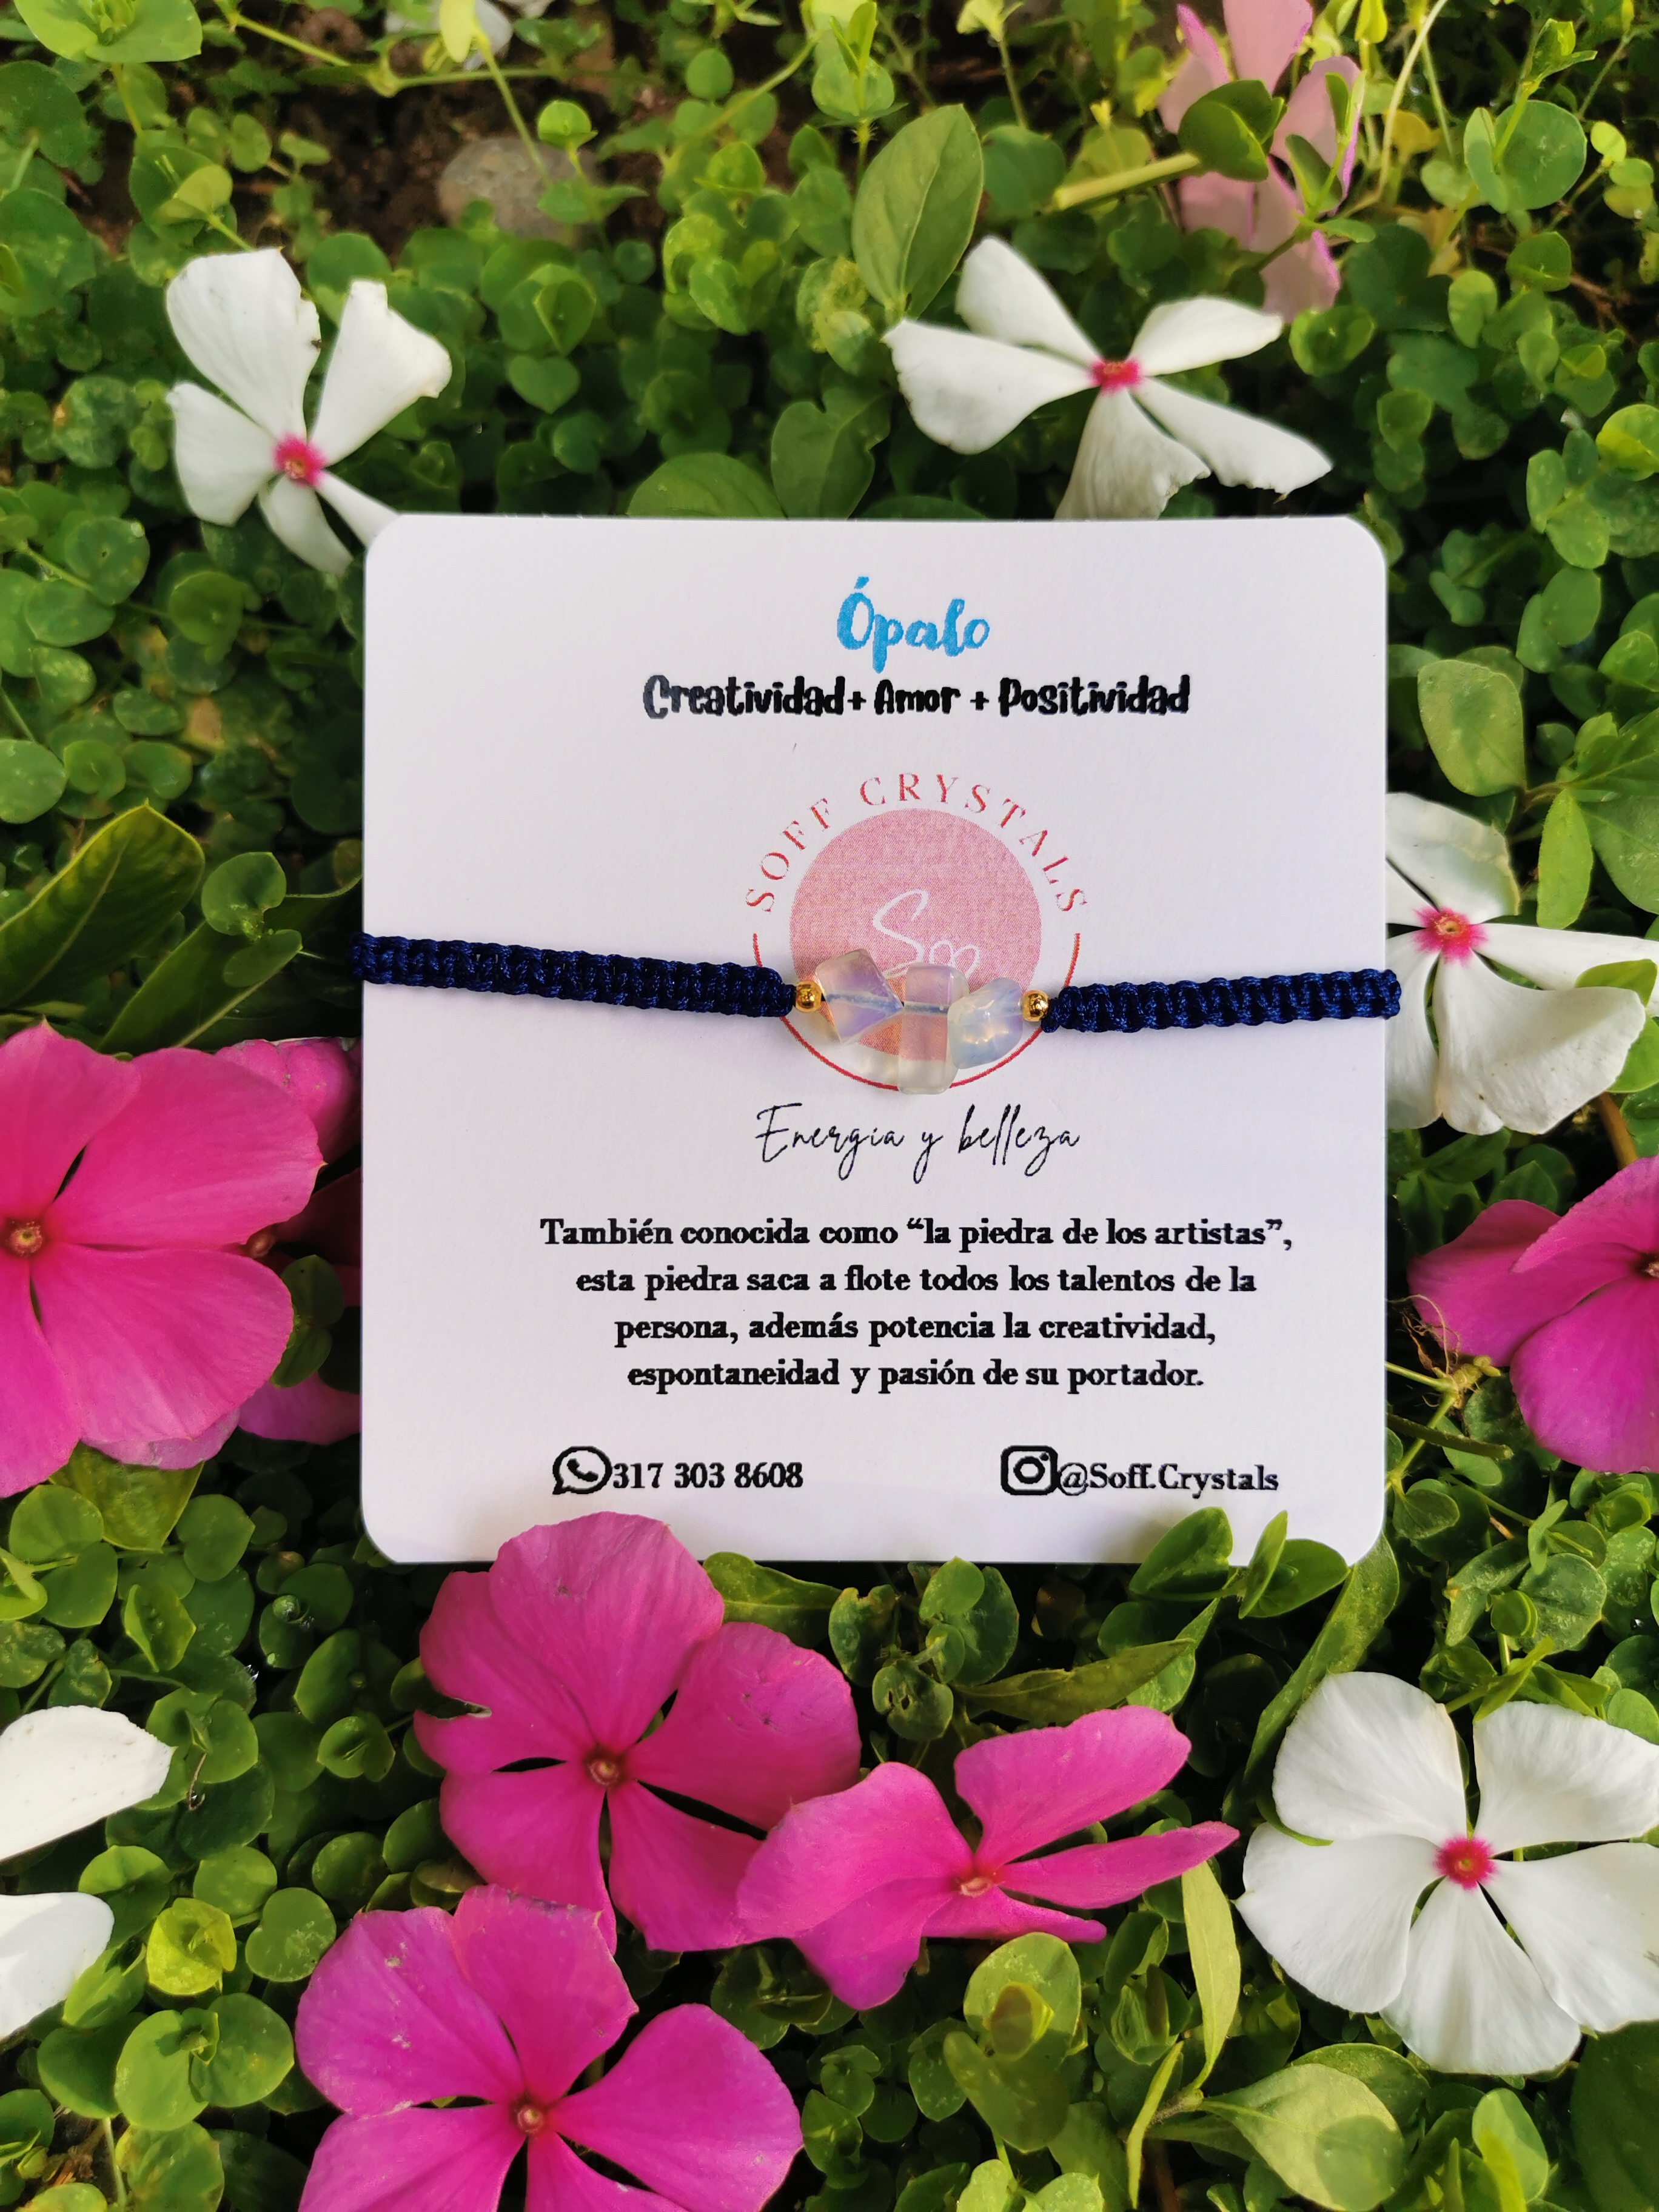 Ópalo
Creatividad+ Amor + Positividad
SOFF CRYSTALS
Energia y belleza
También conocida como “la piedra de los artistas”,
esta piedra saca a flote todos los talentos de la
persona, además potencia la creatividad,
espontaneidad y pasión de su portador.
317 303 8608
@Soff.Crystals